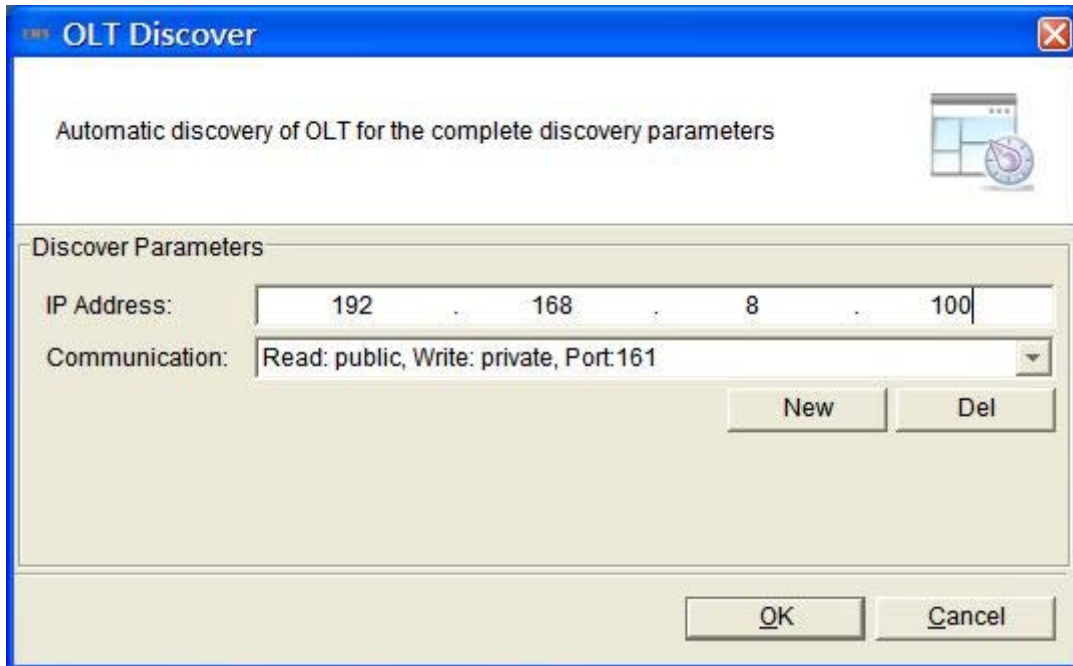 EMS OLT Discover
Automatic discovery of OLT for the complete discovery parameters
Discover Parameters
IP Address: 192 . 168 . 8 . 100
Communication: Read: public, Write: private, Port:161
New Del
OK Cancel